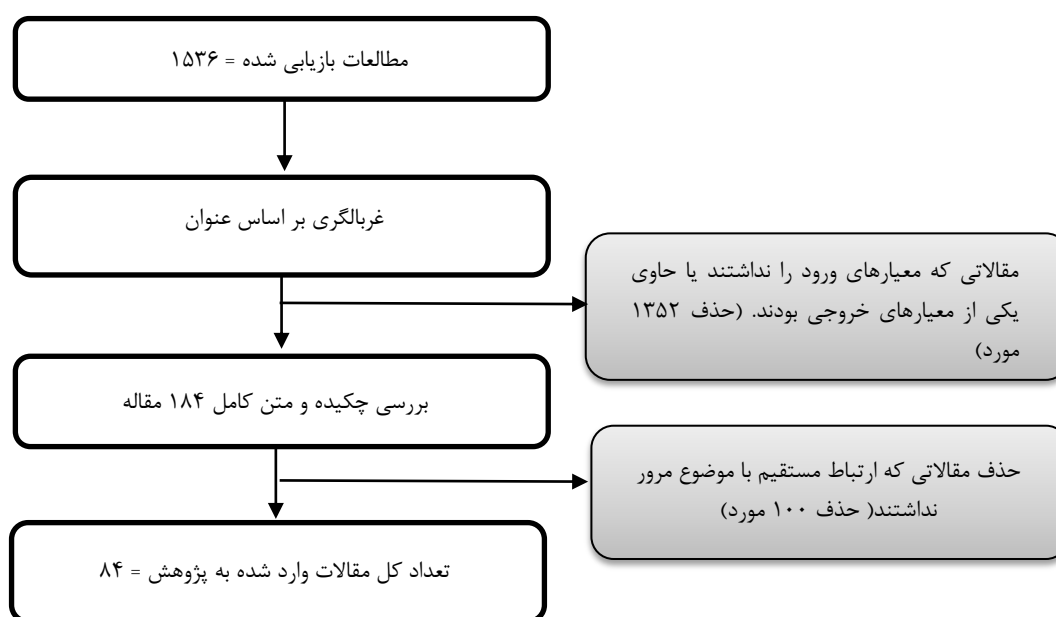 مطالعات بازیابی شده = ۱۵۳۶
غربالگری بر اساس عنوان
مقالاتی که معیارهای ورود را نداشتند یا حاوی
یکی از معیارهای خروجی بودند. (حذف ۱۳۵۲
مورد)
بررسی چکیده و متن کامل ۱۸۴ مقاله
حذف مقالاتی که ارتباط مستقیم با موضوع مرور
نداشتند( حذف ۱۰۰ مورد)
تعداد کل مقالات وارد شده به پژوهش = ۸۴